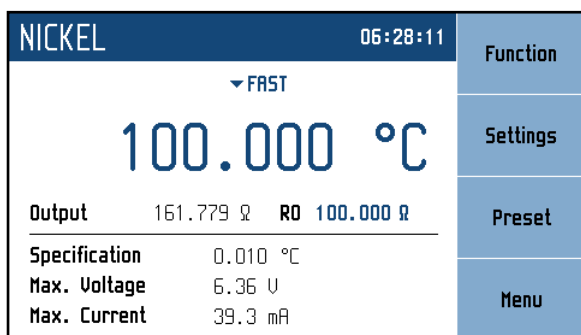 NICKEL 06:28:11
FAST
100.000 °C
Output 161.779 Ω R0 100.000 Ω
Specification 0.010 °C
Max. Voltage 6.36 V
Max. Current 39.3 mA
Function
Settings
Preset
Menu